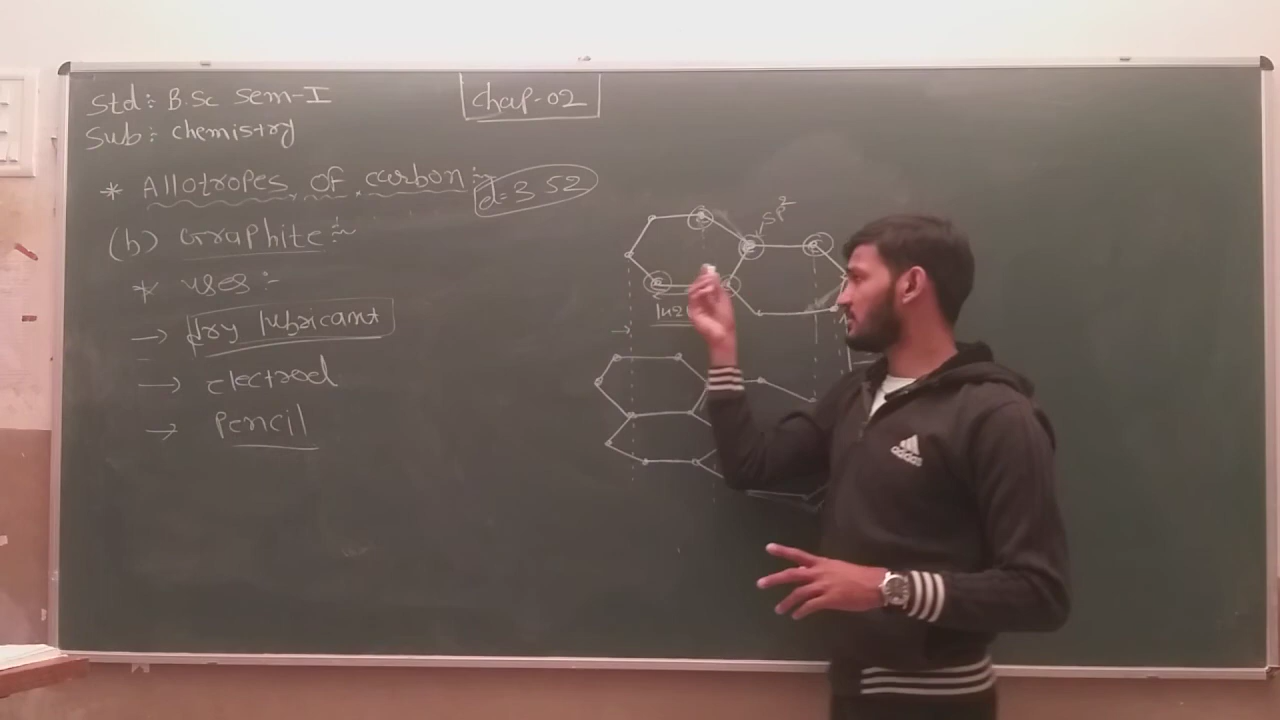 Std: B.Sc Sem-I
Chap-02
Sub: chemistry
* Allotropes of carbon:~
d=3.52
(b) Graphite:~
* uses:-
→ dry lubricant
→ electrod
→ Pencil
SP²
adidas